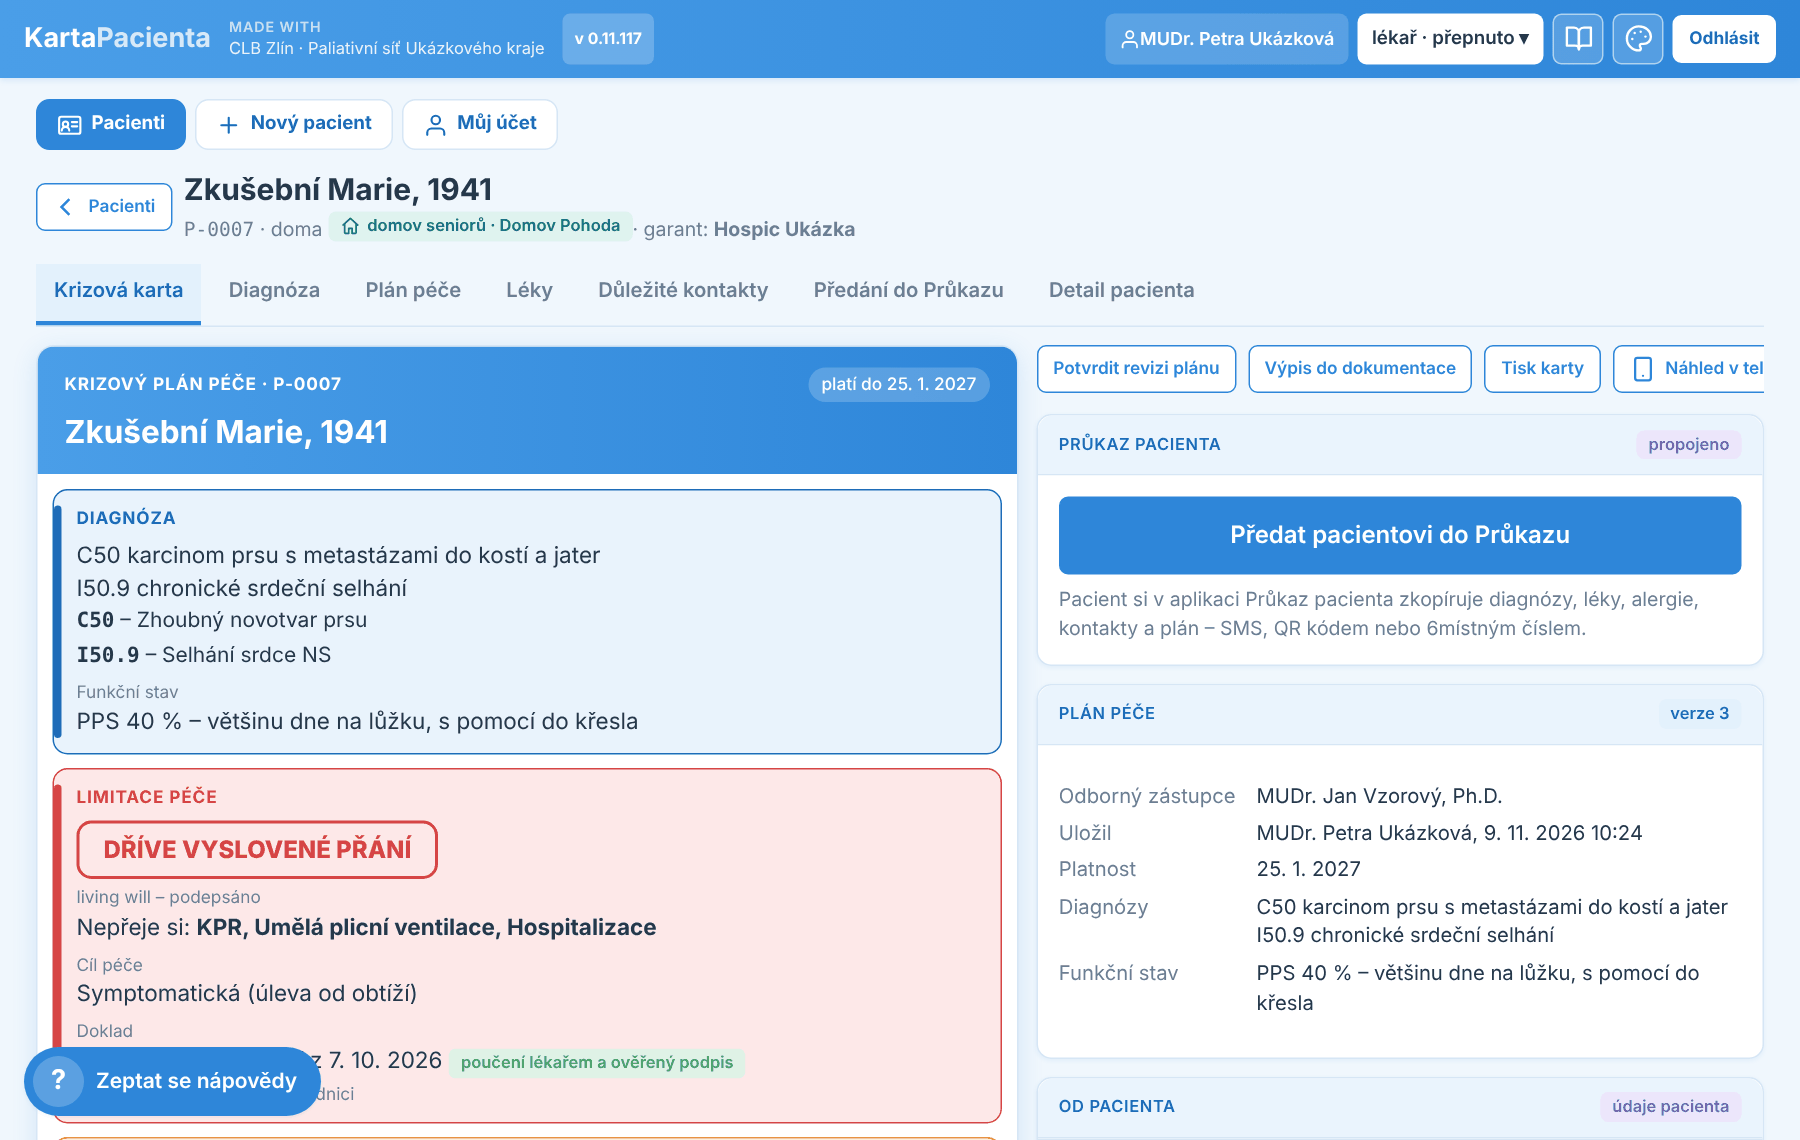 KartaPacienta
MADE WITH
CLB Zlín · Paliativní síť Ukázkového kraje
v 0.11.117
MUDr. Petra Ukázková
lékař · přepnuto ▾
Odhlásit
Pacienti
Nový pacient
Můj účet
Pacienti
Zkušební Marie, 1941
P-0007 · doma domov seniorů · Domov Pohoda · garant: Hospic Ukázka
Krizová karta
Diagnóza
Plán péče
Léky
Důležité kontakty
Předání do Průkazu
Detail pacienta
KRIZOVÝ PLÁN PÉČE · P-0007
platí do 25. 1. 2027
Zkušební Marie, 1941
DIAGNÓZA
C50 karcinom prsu s metastázami do kostí a jater
I50.9 chronické srdeční selhání
C50 – Zhoubný novotvar prsu
I50.9 – Selhání srdce NS
Funkční stav
PPS 40 % – většinu dne na lůžku, s pomocí do křesla
LIMITACE PÉČE
DŘÍVE VYSLOVENÉ PŘÁNÍ
living will – podepsáno
Nepřeje si: KPR, Umělá plicní ventilace, Hospitalizace
Cíl péče
Symptomatická (úleva od obtíží)
Doklad
z 7. 10. 2026 poučení lékařem a ověřený podpis
? Zeptat se nápovědy
Potvrdit revizi plánu
Výpis do dokumentace
Tisk karty
Náhled v tel
PRŮKAZ PACIENTA
propojeno
Předat pacientovi do Průkazu
Pacient si v aplikaci Průkaz pacienta zkopíruje diagnózy, léky, alergie,
kontakty a plán – SMS, QR kódem nebo 6místným číslem.
PLÁN PÉČE
verze 3
Odborný zástupce MUDr. Jan Vzorový, Ph.D.
Uložil MUDr. Petra Ukázková, 9. 11. 2026 10:24
Platnost 25. 1. 2027
Diagnózy C50 karcinom prsu s metastázami do kostí a jater
I50.9 chronické srdeční selhání
Funkční stav PPS 40 % – většinu dne na lůžku, s pomocí do
křesla
OD PACIENTA
údaje pacienta